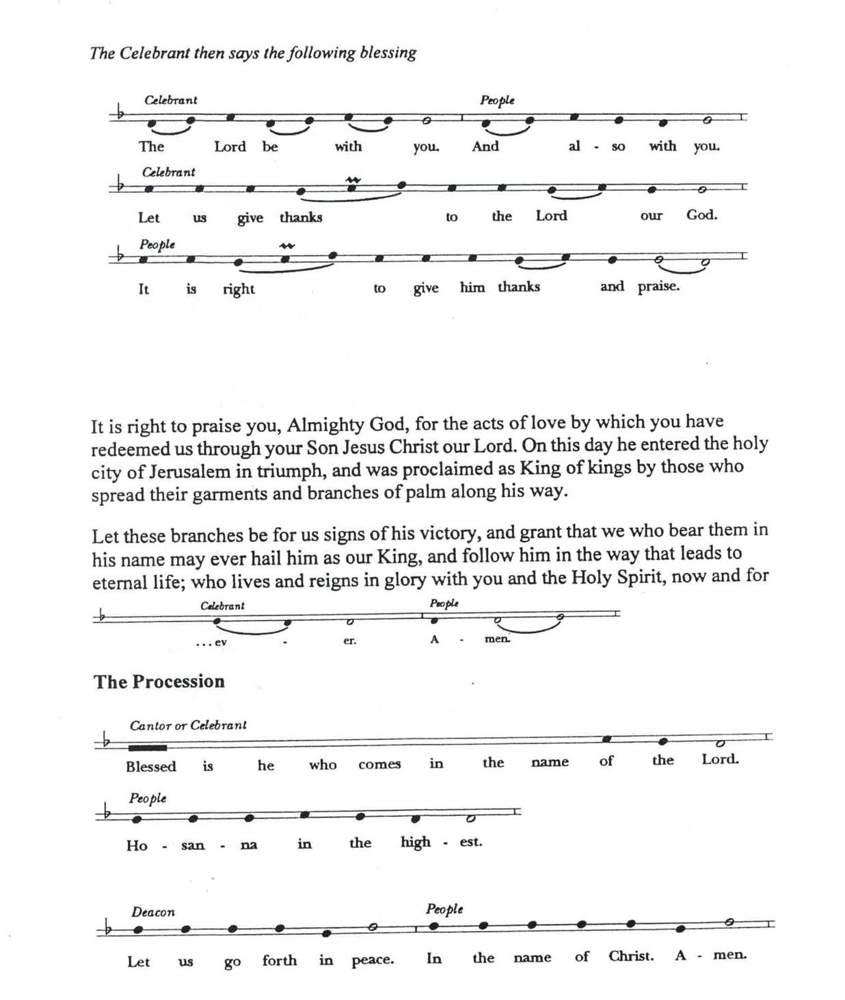 The Celebrant then says the following blessing
Celebrant People
The Lord be with you. And al - so with you.
Celebrant
Let us give thanks to the Lord our God.
People
It is right to give him thanks and praise.
It is right to praise you, Almighty God, for the acts of love by which you have
redeemed us through your Son Jesus Christ our Lord. On this day he entered the holy
city of Jerusalem in triumph, and was proclaimed as King of kings by those who
spread their garments and branches of palm along his way.
Let these branches be for us signs of his victory, and grant that we who bear them in
his name may ever hail him as our King, and follow him in the way that leads to
eternal life; who lives and reigns in glory with you and the Holy Spirit, now and for
Celebrant People
...ev - er. A - men.
The Procession
Cantor or Celebrant
Blessed is he who comes in the name of the Lord.
People
Ho - san - na in the high - est.
Deacon People
Let us go forth in peace. In the name of Christ. A - men.